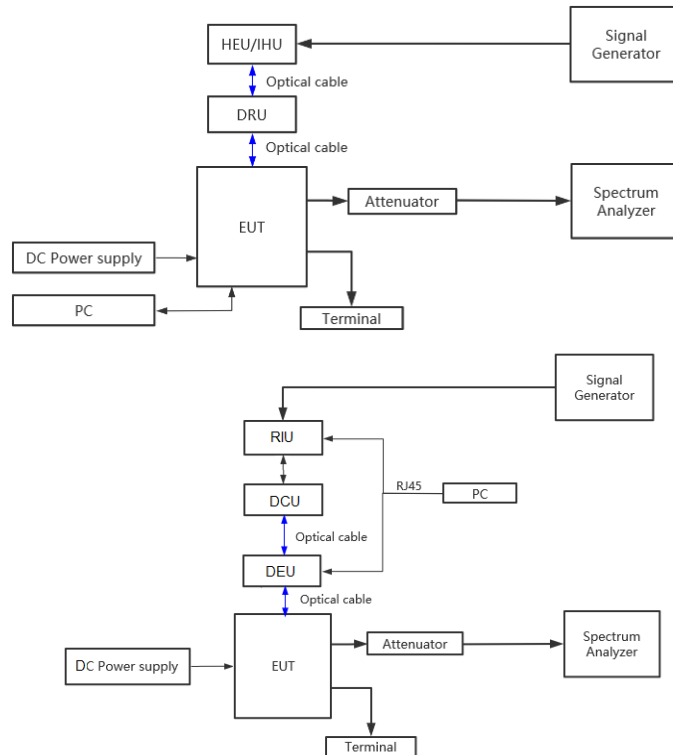 HEU/IHU
Signal
Generator
Optical cable
DRU
Optical cable
EUT
Attenuator
Spectrum
Analyzer
DC Power supply
PC
Terminal
Signal
Generator
RIU
RJ45
PC
DCU
Optical cable
DEU
Optical cable
EUT
Attenuator
Spectrum
Analyzer
DC Power supply
Terminal